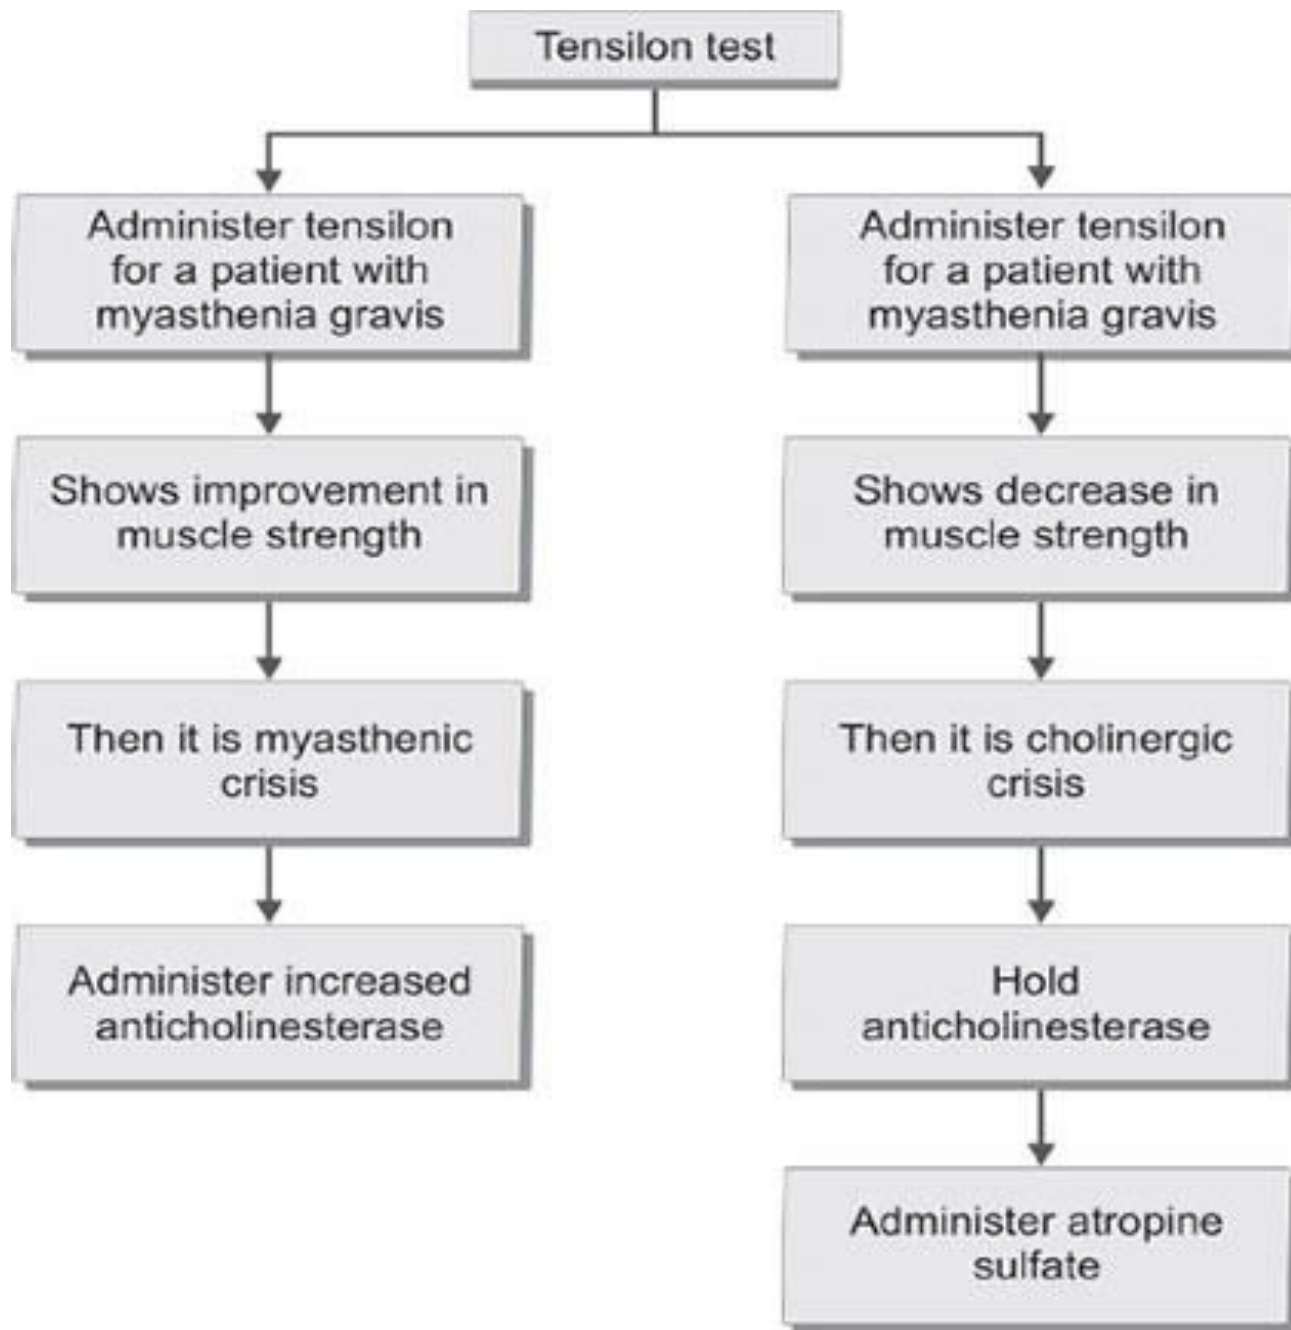 Tensilon test
Administer tensilon
for a patient with
myasthenia gravis
Shows improvement in
muscle strength
Then it is myasthenic
crisis
Administer increased
anticholinesterase
Administer tensilon
for a patient with
myasthenia gravis
Shows decrease in
muscle strength
Then it is cholinergic
crisis
Hold
anticholinesterase
Administer atropine
sulfate